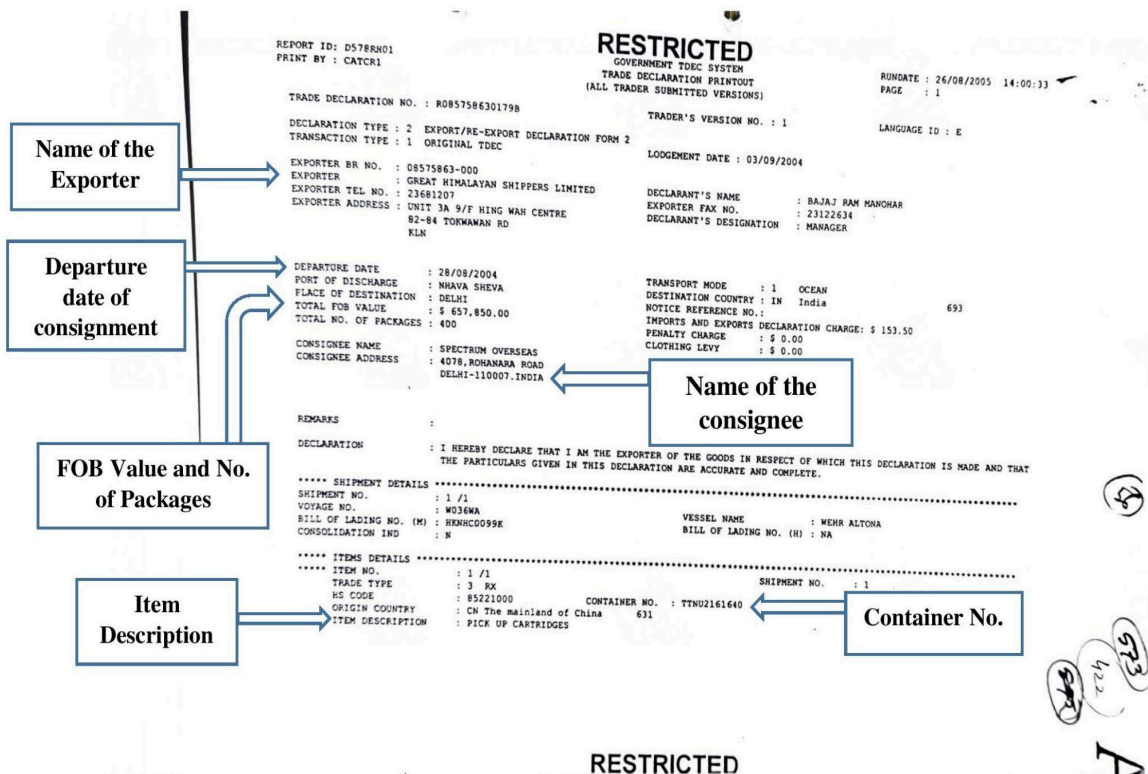 RESTRICTED
GOVERNMENT TDEC SYSTEM
TRADE DECLARATION PRINTOUT
(ALL TRADER SUBMITTED VERSIONS)
REPORT ID: D578RH01
PRINT BY : CATCR1
RUNDATE : 26/08/2005 14:00:33
PAGE : 1
TRADE DECLARATION NO. : R085758630179B
TRADER'S VERSION NO. : 1
LANGUAGE ID : E
DECLARATION TYPE : 2 EXPORT/RE-EXPORT DECLARATION FORM 2
TRANSACTION TYPE : 1 ORIGINAL TDEC
LODGEMENT DATE : 03/09/2004
Name of the
Exporter
EXPORTER BR NO. : 08575863-000
EXPORTER : GREAT HIMALAYAN SHIPPERS LIMITED
EXPORTER TEL NO. : 23681207
EXPORTER ADDRESS : UNIT 3A 9/F HING WAH CENTRE
82-84 TOKWAWAN RD
KLN
DECLARANT'S NAME : BAJAJ RAM MANOHAR
EXPORTER FAX NO. : 23122634
DECLARANT'S DESIGNATION : MANAGER
Departure
date of
consignment
DEPARTURE DATE : 28/08/2004
PORT OF DISCHARGE : NHAVA SHEVA
PLACE OF DESTINATION : DELHI
TOTAL FOB VALUE : $ 657,850.00
TOTAL NO. OF PACKAGES : 400
TRANSPORT MODE : 1 OCEAN
DESTINATION COUNTRY : IN India 693
NOTICE REFERENCE NO.:
IMPORTS AND EXPORTS DECLARATION CHARGE: $ 153.50
PENALTY CHARGE : $ 0.00
CLOTHING LEVY : $ 0.00
CONSIGNEE NAME : SPECTRUM OVERSEAS
CONSIGNEE ADDRESS : 4078,ROHANARA ROAD
DELHI-110007.INDIA
Name of the
consignee
REMARKS :
FOB Value and No.
of Packages
DECLARATION : I HEREBY DECLARE THAT I AM THE EXPORTER OF THE GOODS IN RESPECT OF WHICH THIS DECLARATION IS MADE AND THAT
THE PARTICULARS GIVEN IN THIS DECLARATION ARE ACCURATE AND COMPLETE.
***** SHIPMENT DETAILS *****
SHIPMENT NO. : 1 /1
VOYAGE NO. : W036WA
VESSEL NAME : WEHR ALTONA
BILL OF LADING NO. (M) : HKNHC0099K
BILL OF LADING NO. (H) : NA
CONSOLIDATION IND : N
***** ITEMS DETAILS *****
***** ITEM NO. : 1 /1
SHIPMENT NO. : 1
TRADE TYPE : 3 RX
HS CODE : 85221000
CONTAINER NO. : TTNU2161640
ORIGIN COUNTRY : CN The mainland of China 631
ITEM DESCRIPTION : PICK UP CARTRIDGES
Item
Description
Container No.
573
422
RESTRICTED